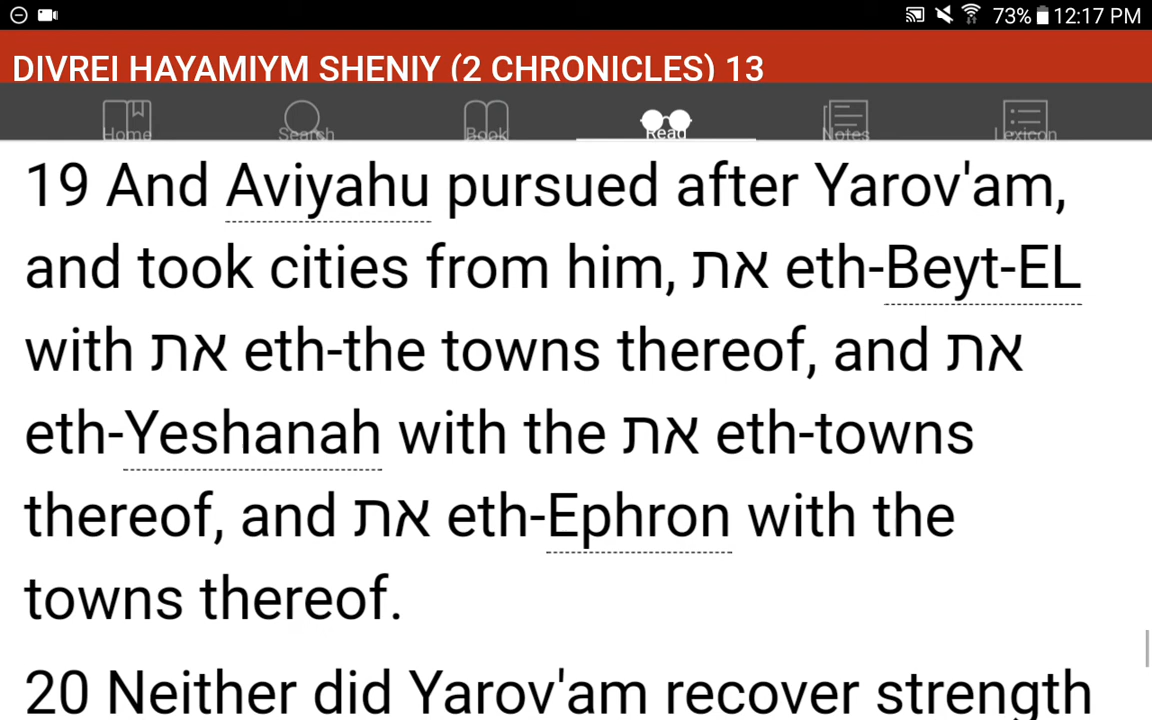 73% 12:17 PM
DIVREI HAYAMIYM SHENIY (2 CHRONICLES) 13
Home Search Book Read Notes Lexicon
19 And Aviyahu pursued after Yarov'am,
and took cities from him, את eth-Beyt-EL
with את eth-the towns thereof, and את
eth-Yeshanah with the את eth-towns
thereof, and את eth-Ephron with the
towns thereof.
20 Neither did Yarov'am recover strength